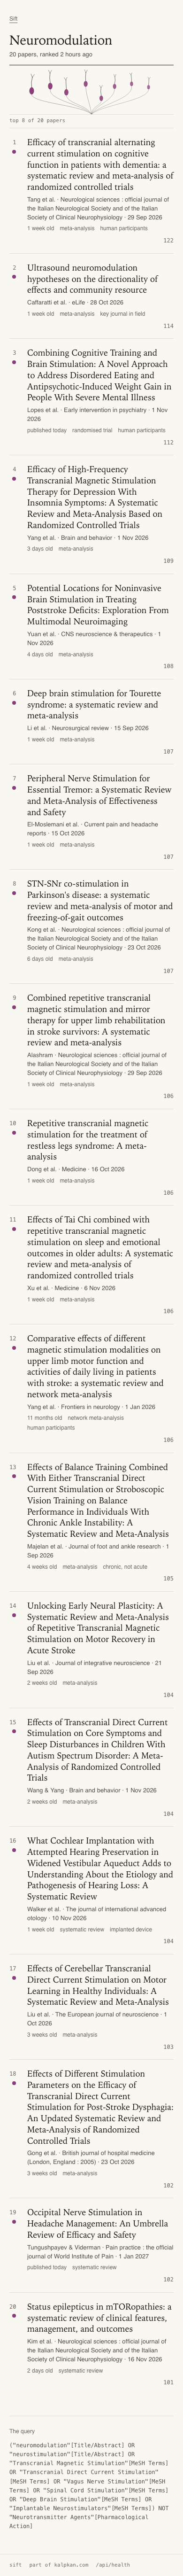 Sift
Neuromodulation
20 papers, ranked 2 hours ago
top 8 of 20 papers
1
Efficacy of transcranial alternating
current stimulation on cognitive
function in patients with dementia: a
systematic review and meta-analysis of
randomized controlled trials
Tang et al. · Neurological sciences : official journal of
the Italian Neurological Society and of the Italian
Society of Clinical Neurophysiology · 29 Sep 2026
1 week old meta-analysis human participants
122
2
Ultrasound neuromodulation
hypotheses on the directionality of
effects and community resource
Caffaratti et al. · eLife · 28 Oct 2026
1 week old meta-analysis key journal in field
114
3
Combining Cognitive Training and
Brain Stimulation: A Novel Approach
to Address Disordered Eating and
Antipsychotic-Induced Weight Gain in
People With Severe Mental Illness
Lopes et al. · Early intervention in psychiatry · 1 Nov
2026
published today randomised trial human participants
112
4
Efficacy of High-Frequency
Transcranial Magnetic Stimulation
Therapy for Depression With
Insomnia Symptoms: A Systematic
Review and Meta-Analysis Based on
Randomized Controlled Trials
Yang et al. · Brain and behavior · 1 Nov 2026
3 days old meta-analysis
109
5
Potential Locations for Noninvasive
Brain Stimulation in Treating
Poststroke Deficits: Exploration From
Multimodal Neuroimaging
Yuan et al. · CNS neuroscience & therapeutics · 1
Nov 2026
4 days old meta-analysis
108
6
Deep brain stimulation for Tourette
syndrome: a systematic review and
meta-analysis
Li et al. · Neurosurgical review · 15 Sep 2026
1 week old meta-analysis
107
7
Peripheral Nerve Stimulation for
Essential Tremor: a Systematic Review
and Meta-Analysis of Effectiveness
and Safety
El-Moslemani et al. · Current pain and headache
reports · 15 Oct 2026
1 week old meta-analysis
107
8
STN-SNr co-stimulation in
Parkinson's disease: a systematic
review and meta-analysis of motor and
freezing-of-gait outcomes
Kong et al. · Neurological sciences : official journal of
the Italian Neurological Society and of the Italian
Society of Clinical Neurophysiology · 23 Oct 2026
6 days old meta-analysis
107
9
Combined repetitive transcranial
magnetic stimulation and mirror
therapy for upper limb rehabilitation
in stroke survivors: A systematic
review and meta-analysis
Alashram · Neurological sciences : official journal of
the Italian Neurological Society and of the Italian
Society of Clinical Neurophysiology · 29 Sep 2026
1 week old meta-analysis
106
10
Repetitive transcranial magnetic
stimulation for the treatment of
restless legs syndrome: A meta-
analysis
Dong et al. · Medicine · 16 Oct 2026
1 week old meta-analysis
106
11
Effects of Tai Chi combined with
repetitive transcranial magnetic
stimulation on sleep and emotional
outcomes in older adults: A systematic
review and meta-analysis of
randomized controlled trials
Xu et al. · Medicine · 6 Nov 2026
1 week old meta-analysis
106
12
Comparative effects of different
magnetic stimulation modalities on
upper limb motor function and
activities of daily living in patients
with stroke: a systematic review and
network meta-analysis
Yang et al. · Frontiers in neurology · 1 Jan 2026
11 months old network meta-analysis
human participants
106
13
Effects of Balance Training Combined
With Either Transcranial Direct
Current Stimulation or Stroboscopic
Vision Training on Balance
Performance in Individuals With
Chronic Ankle Instability: A
Systematic Review and Meta-Analysis
Majelan et al. · Journal of foot and ankle research · 1
Sep 2026
4 weeks old meta-analysis chronic, not acute
105
14
Unlocking Early Neural Plasticity: A
Systematic Review and Meta-Analysis
of Repetitive Transcranial Magnetic
Stimulation on Motor Recovery in
Acute Stroke
Liu et al. · Journal of integrative neuroscience · 21
Sep 2026
2 weeks old meta-analysis
104
15
Effects of Transcranial Direct Current
Stimulation on Core Symptoms and
Sleep Disturbances in Children With
Autism Spectrum Disorder: A Meta-
Analysis of Randomized Controlled
Trials
Wang & Yang · Brain and behavior · 1 Nov 2026
2 weeks old meta-analysis
104
16
What Cochlear Implantation with
Attempted Hearing Preservation in
Widened Vestibular Aqueduct Adds to
Understanding About the Etiology and
Pathogenesis of Hearing Loss: A
Systematic Review
Walker et al. · The journal of international advanced
otology · 10 Nov 2026
1 week old systematic review implanted device
104
17
Effects of Cerebellar Transcranial
Direct Current Stimulation on Motor
Learning in Healthy Individuals: A
Systematic Review and Meta-Analysis
Liu et al. · The European journal of neuroscience · 1
Oct 2026
3 weeks old meta-analysis
103
18
Effects of Different Stimulation
Parameters on the Efficacy of
Transcranial Direct Current
Stimulation for Post-Stroke Dysphagia:
An Updated Systematic Review and
Meta-Analysis of Randomized
Controlled Trials
Gong et al. · British journal of hospital medicine
(London, England : 2005) · 23 Oct 2026
3 weeks old meta-analysis
102
19
Occipital Nerve Stimulation in
Headache Management: An Umbrella
Review of Efficacy and Safety
Tungushpayev & Viderman · Pain practice : the official
journal of World Institute of Pain · 1 Jan 2027
published today systematic review
102
20
Status epilepticus in mTORopathies: a
systematic review of clinical features,
management, and outcomes
Kim et al. · Neurological sciences : official journal of
the Italian Neurological Society and of the Italian
Society of Clinical Neurophysiology · 16 Nov 2026
2 days old systematic review
101
The query
("neuromodulation"[Title/Abstract] OR
"neurostimulation"[Title/Abstract] OR
"Transcranial Magnetic Stimulation"[MeSH Terms]
OR "Transcranial Direct Current Stimulation"
[MeSH Terms] OR "Vagus Nerve Stimulation"[MeSH
Terms] OR "Spinal Cord Stimulation"[MeSH Terms]
OR "Deep Brain Stimulation"[MeSH Terms] OR
"Implantable Neurostimulators"[MeSH Terms]) NOT
"Neurotransmitter Agents"[Pharmacological
Action]
sift part of kalpkan.com /api/health